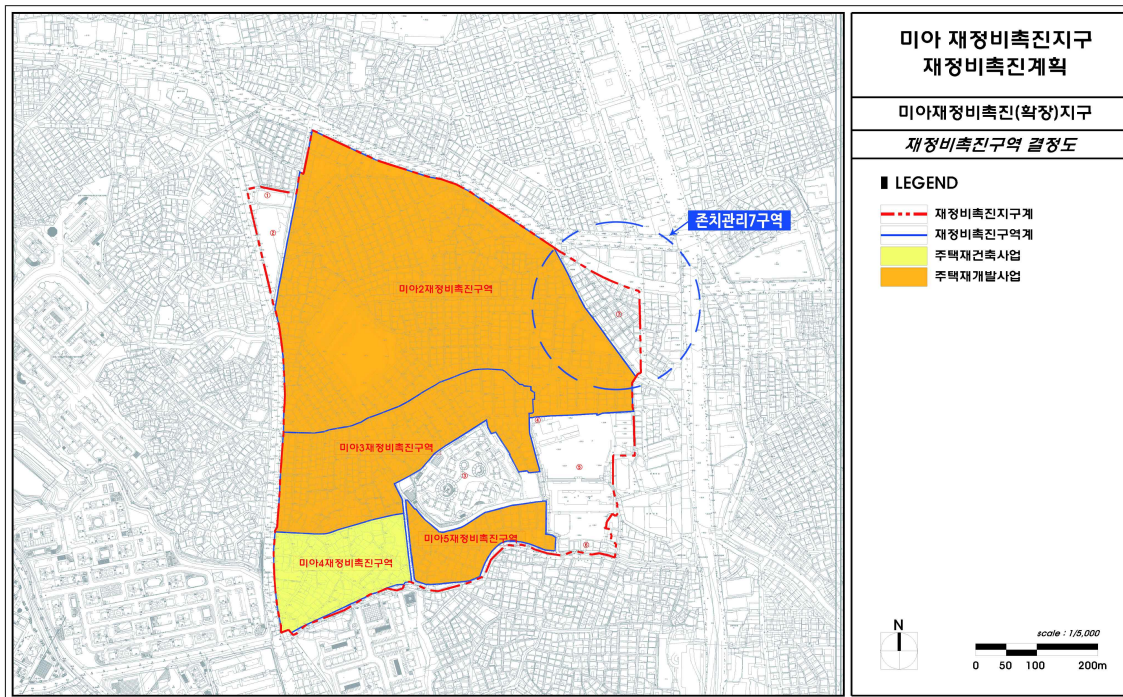 미아 재정비촉진지구
재정비촉진계획
미아재정비촉진(확장)지구
재정비촉진구역 결정도
LEGEND
재정비촉진지구계
재정비촉진구역계
주택재건축사업
주택재개발사업
존치관리7구역
①
②
미아2재정비촉진구역
미아3재정비촉진구역
③
④
⑤
미아5재정비촉진구역
미아4재정비촉진구역
⑥
N
scale : 1/5,000
0 50 100 200m